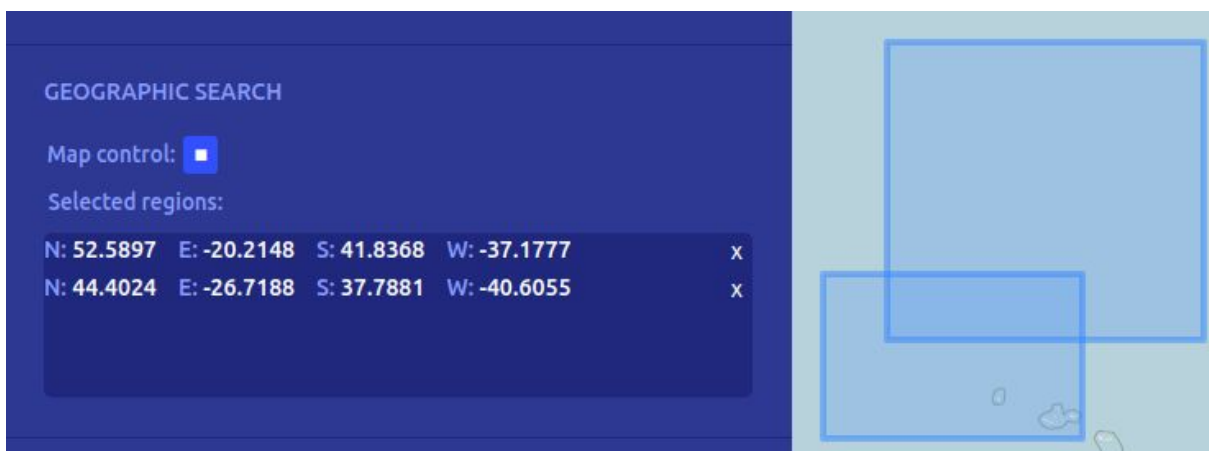 GEOGRAPHIC SEARCH
Map control:
Selected regions:
N: 52.5897 E: -20.2148 S: 41.8368 W: -37.1777 x
N: 44.4024 E: -26.7188 S: 37.7881 W: -40.6055 x